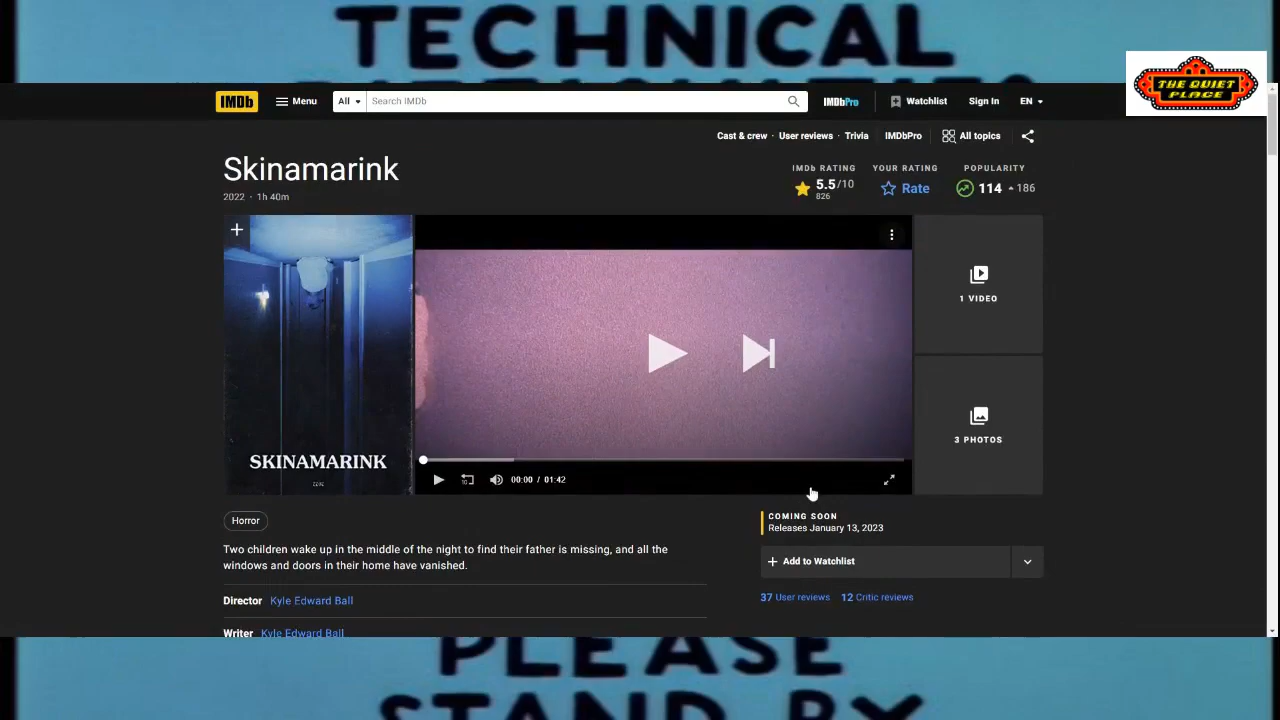 TECHNICAL
THE QUIET
PLACE
IMDb
Menu
All
Search IMDb
IMDbPro
Watchlist
Sign In
EN
Cast & crew · User reviews · Trivia
IMDbPro
All topics
Skinamarink
2022 · 1h 40m
IMDb RATING
5.5/10
826
YOUR RATING
Rate
POPULARITY
114
186
SKINAMARINK
1 VIDEO
3 PHOTOS
00:00 / 01:42
Horror
Two children wake up in the middle of the night to find their father is missing, and all the
windows and doors in their home have vanished.
COMING SOON
Releases January 13, 2023
Add to Watchlist
37 User reviews
12 Critic reviews
Director Kyle Edward Ball
Writer Kyle Edward Ball
PLEASE
STAND BY